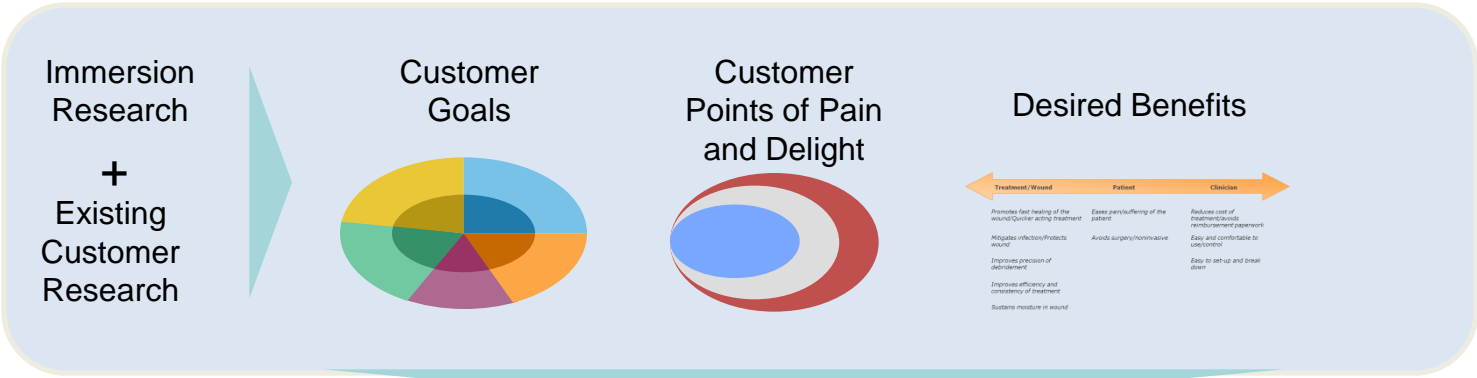 Immersion
Research
+
Existing
Customer
Research
Customer
Goals
Customer
Points of Pain
and Delight
Desired Benefits
Treatment/Wound
Patient
Clinician
Promotes fast healing of the
wound/Quicker acting treatment
Mitigates infection/Protects
wound
Improves precision of
debridement
Improves efficiency and
consistency of treatment
Sustains moisture in wound
Eases pain/suffering of the
patient
Avoids surgery/noninvasive
Reduces cost of
treatment/avoids
reimbursement paperwork
Easy and comfortable to
use/control
Easy to set-up and break
down